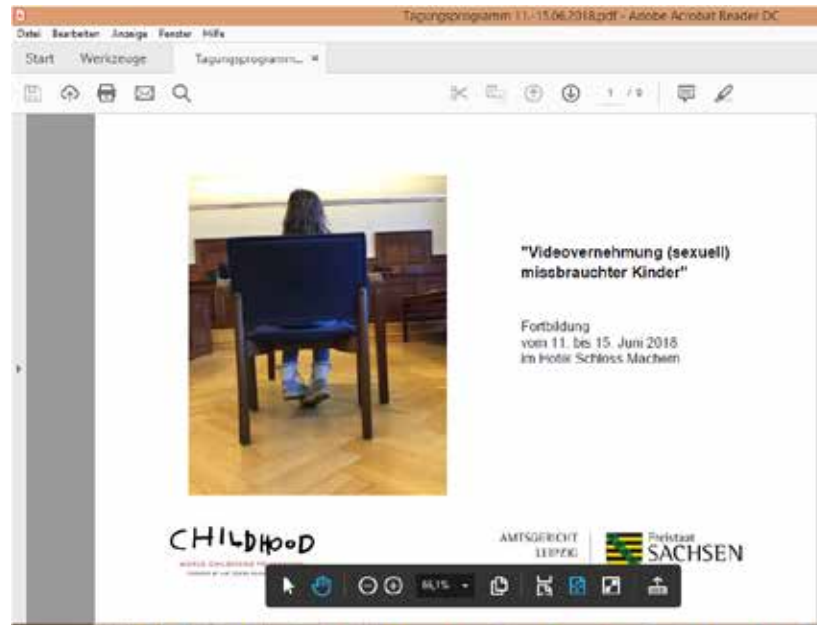 Tagungsprogramm 11.-15.06.2018.pdf - Adobe Acrobat Reader DC
Datei Bearbeiten Anzeige Fenster Hilfe
Start Werkzeuge Tagungsprogramm...
1 / 9
"Videovernehmung (sexuell)
missbrauchter Kinder"
Fortbildung
vom 11. bis 15. Juni 2018
im Hotel Schloss Machern
CHILDHOOD
AMTSGERICHT
LEIPZIG
Freistaat
SACHSEN
66,1%